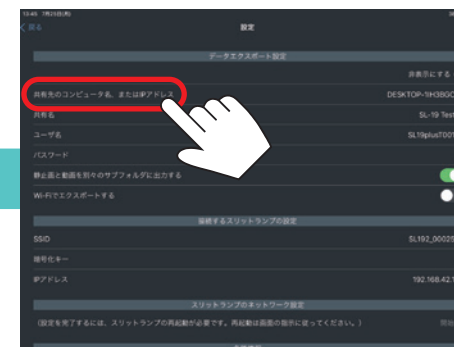 13:46 7月25日(木)
戻る 設定
データエクスポート設定
非表示にする
共有先のコンピュータ名、またはIPアドレス DESKTOP-1IH38GC
共有名 SL-19 Test
ユーザ名 SL19plusT001
パスワード
静止画と動画を別々のサブフォルダに出力する
Wi-Fiでエクスポートする
接続するスリットランプの設定
SSID SL192_00025
暗号化キー
IPアドレス 192.168.42.1
スリットランプのネットワーク設定
（設定を完了するには、スリットランプの再起動が必要です。再起動は画面の指示に従ってください。）